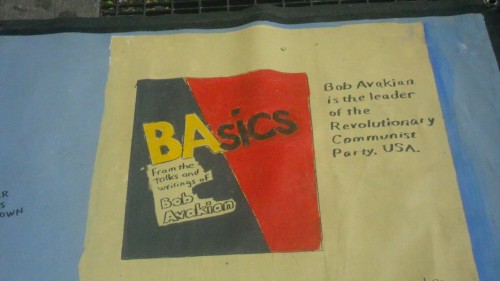 BAsics
From the
Talks and
writings of
Bob
Avakian
Bob Avakian
is the leader
of the
Revolutionary
Communist
Party, USA.
OWN